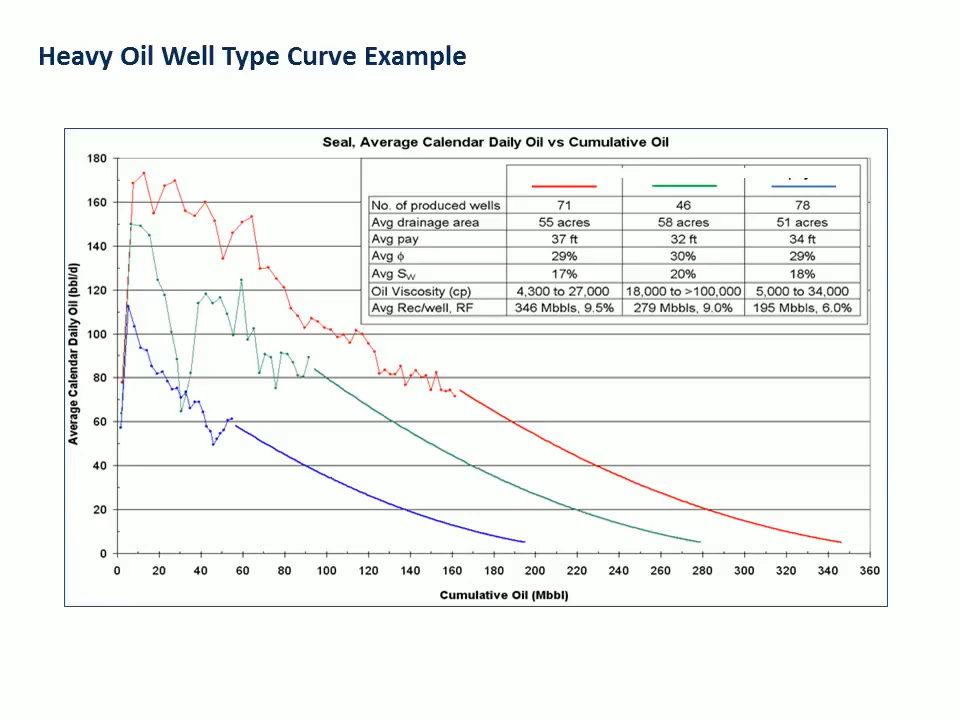 Heavy Oil Well Type Curve Example
Seal, Average Calendar Daily Oil vs Cumulative Oil
No. of produced wells 71 46 78
Avg drainage area 55 acres 58 acres 51 acres
Avg pay 37 ft 32 ft 34 ft
Avg ϕ 29% 30% 29%
Avg Sw 17% 20% 18%
Oil Viscosity (cp) 4,300 to 27,000 18,000 to >100,000 5,000 to 34,000
Avg Rec/well, RF 346 Mbbls, 9.5% 279 Mbbls, 9.0% 195 Mbbls, 6.0%
Average Calendar Daily Oil (bbl/d)
180
160
140
120
100
80
60
40
20
0
0 20 40 60 80 100 120 140 160 180 200 220 240 260 280 300 320 340 360
Cumulative Oil (Mbbl)